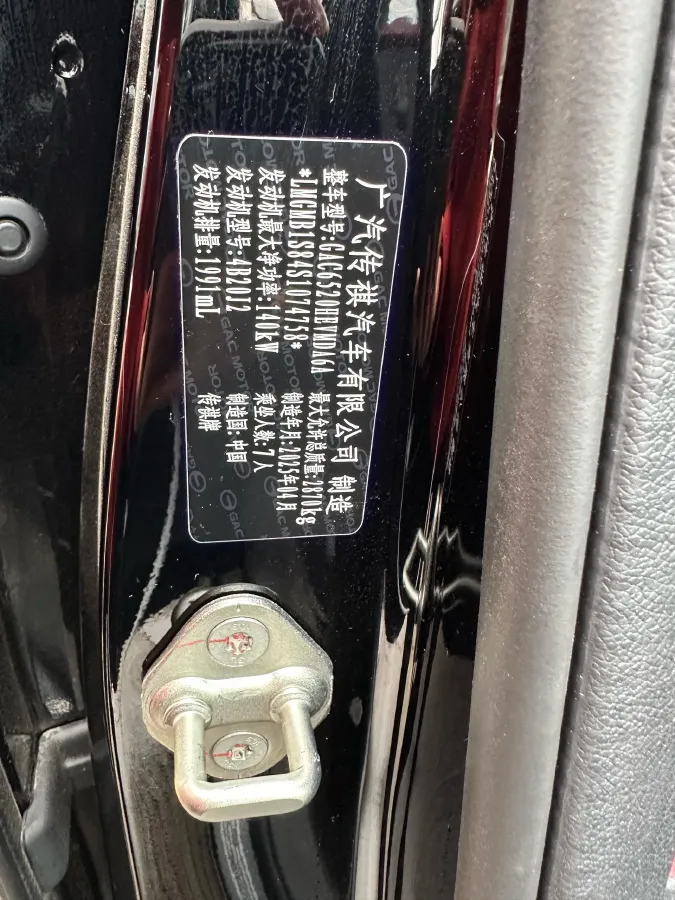 广汽传祺汽车有限公司 制造
整车型号:GAC6520HEVMDA6A 最大允许总质量:2870kg
*LMGMB1S84S1074758* 制造年月:2025年04月
发动机最大净功率:140kW 乘坐人数:7人
发动机型号:4B20J2 制造国:中国
发动机排量:1991mL 传祺牌
GAC MOTOR